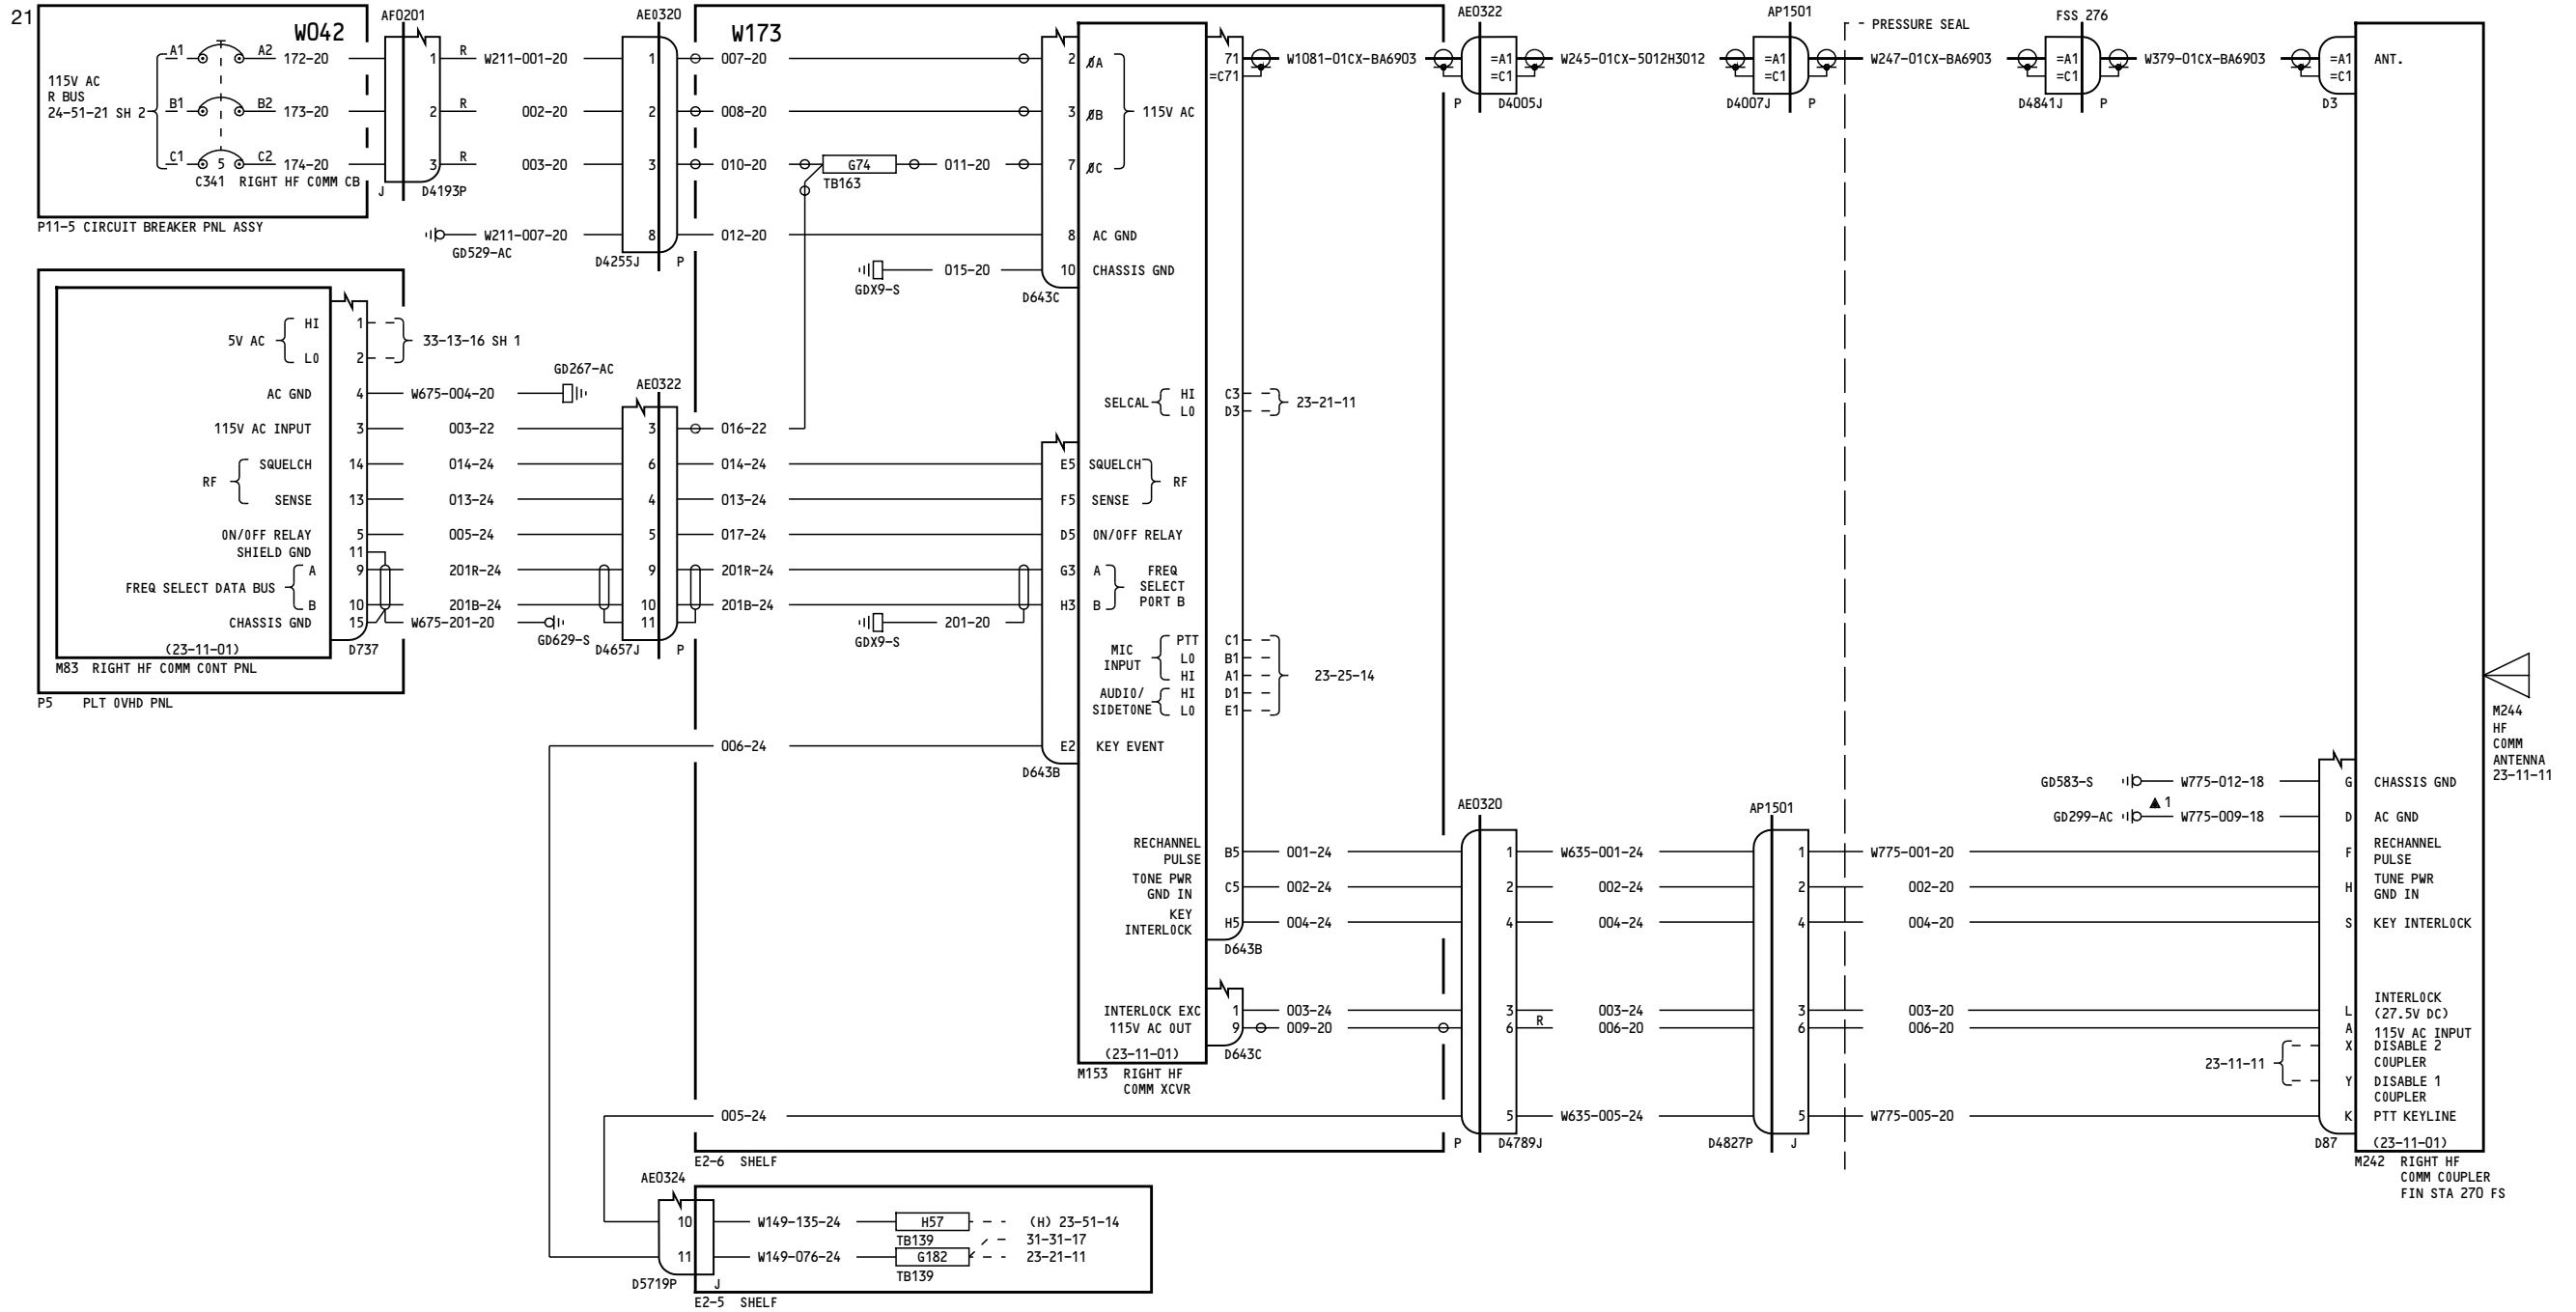 21
W042
AF0201
AE0320
W173
AE0322
AP1501
- PRESSURE SEAL
FSS 276
A1 A2 172-20 1 R W211-001-20 1 007-20 2 ØA
71 W1081-01CX-BA6903 =A1 W245-01CX-5012H3012 =A1 W247-01CX-BA6903 =A1 W379-01CX-BA6903 =A1 ANT.
=C71 =C1 =C1 =C1 =C1
115V AC
R BUS
24-51-21 SH 2
B1 B2 173-20 2 R 002-20 2 008-20 3 ØB 115V AC
P D4005J D4007J P D4841J P D3
C1 5 C2 174-20 3 R 003-20 3 010-20 G74 011-20 7 ØC
C341 RIGHT HF COMM CB
TB163
J D4193P
P11-5 CIRCUIT BREAKER PNL ASSY
W211-007-20 8 012-20 8 AC GND
GD529-AC
D4255J P
015-20 10 CHASSIS GND
GDX9-S
D643C
5V AC HI 1
LO 2
33-13-16 SH 1
GD267-AC
AE0322
AC GND 4 W675-004-20
SELCAL HI C3
LO D3
23-21-11
115V AC INPUT 3 003-22 3 016-22
RF SQUELCH 14 014-24 6 014-24 E5 SQUELCH
SENSE 13 013-24 4 013-24 F5 SENSE RF
ON/OFF RELAY 5 005-24 5 017-24 D5 ON/OFF RELAY
SHIELD GND 11
FREQ SELECT DATA BUS A 9 201R-24 9 201R-24 G3 A
FREQ
SELECT
PORT B
B 10 201B-24 10 201B-24 H3 B
CHASSIS GND 15 W675-201-20 11 201-20
GD629-S
GDX9-S
(23-11-01) D737 D4657J P
M83 RIGHT HF COMM CONT PNL
P5 PLT OVHD PNL
MIC
INPUT
PTT C1
LO B1
HI A1
AUDIO/
SIDETONE
HI D1
LO E1
23-25-14
M244
HF
COMM
ANTENNA
23-11-11
006-24 E2 KEY EVENT
D643B
GD583-S W775-012-18 G CHASSIS GND
▲1
GD299-AC W775-009-18 D AC GND
AE0320
AP1501
RECHANNEL
PULSE
B5 001-24 1 W635-001-24 1 W775-001-20 F
RECHANNEL
PULSE
TONE PWR
GND IN
C5 002-24 2 002-24 2 002-20 H
TUNE PWR
GND IN
KEY
INTERLOCK
H5 004-24 4 004-24 4 004-20 S KEY INTERLOCK
D643B
INTERLOCK EXC 1 003-24 3 003-24 3 003-20 L
INTERLOCK
(27.5V DC)
115V AC OUT 9 009-20 6 R 006-20 6 006-20 A 115V AC INPUT
(23-11-01) D643C
M153 RIGHT HF
COMM XCVR
23-11-11
X DISABLE 2
COUPLER
Y DISABLE 1
COUPLER
005-24 5 W635-005-24 5 W775-005-20 K PTT KEYLINE
P D4789J D4827P J D87 (23-11-01)
E2-6 SHELF
M242 RIGHT HF
COMM COUPLER
FIN STA 270 FS
AE0324
10 W149-135-24 H57 (H) 23-51-14
TB139 31-31-17
11 W149-076-24 G182 23-21-11
TB139
D5719P J
E2-5 SHELF